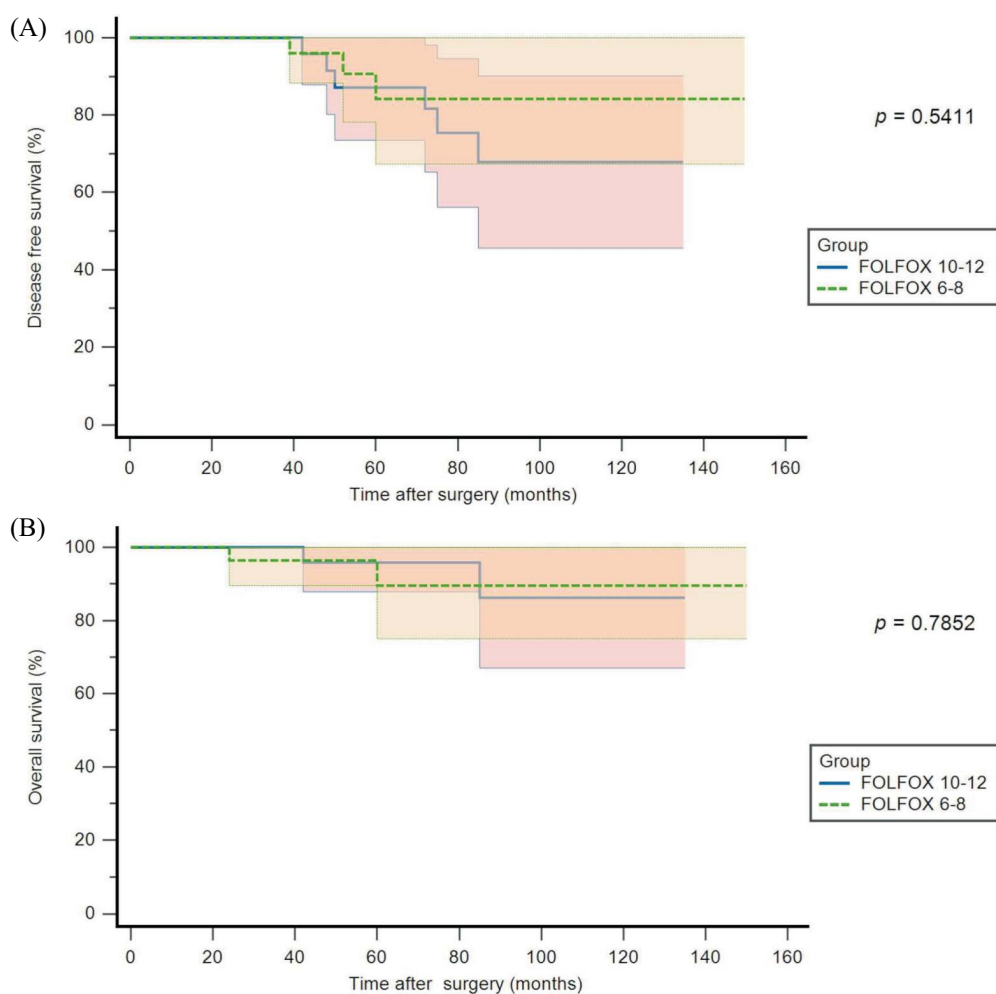 (A)
100
80
60
40
20
0
Disease free survival (%)
0 20 40 60 80 100 120 140 160
Time after surgery (months)
p = 0.5411
Group
FOLFOX 10-12
FOLFOX 6-8
(B)
100
80
60
40
20
0
Overall survival (%)
0 20 40 60 80 100 120 140 160
Time after surgery (months)
p = 0.7852
Group
FOLFOX 10-12
FOLFOX 6-8